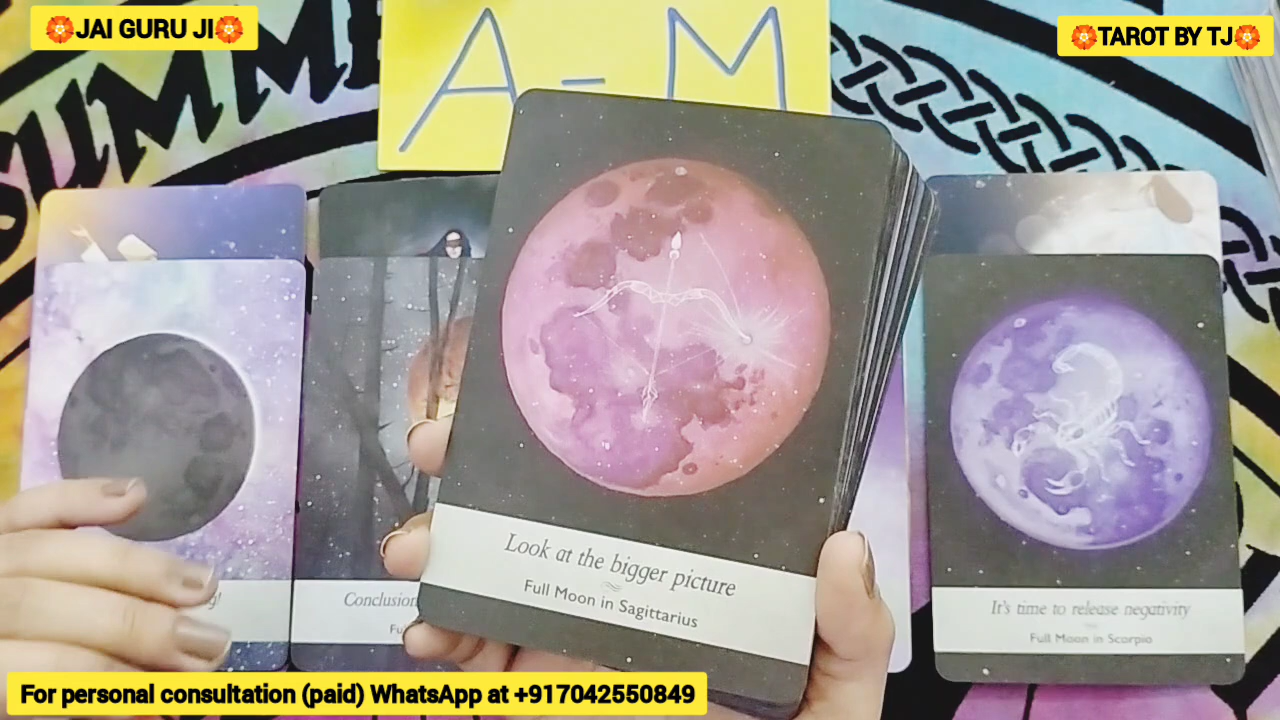 🏵️JAI GURU JI🏵️
🏵️TAROT BY TJ🏵️
SUMME
A - M
Look at the bigger picture
Full Moon in Sagittarius
g!
Conclusion
Fu
It's time to release negativity
Full Moon in Scorpio
For personal consultation (paid) WhatsApp at +917042550849